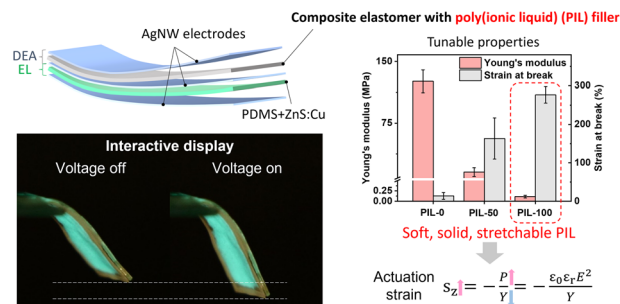 Composite elastomer with poly(ionic liquid) (PIL) filler
AgNW electrodes
DEA
EL
PDMS+ZnS:Cu
Interactive display
Voltage off
Voltage on
Tunable properties
Young's modulus
Strain at break
Young's modulus (MPa)
150
75
0.25
0.00
Strain at break (%)
300
200
100
0
PIL-0
PIL-50
PIL-100
Soft, solid, stretchable PIL
Actuation
strain
s_z = − P/Y = − ε₀εᵣE²/Y